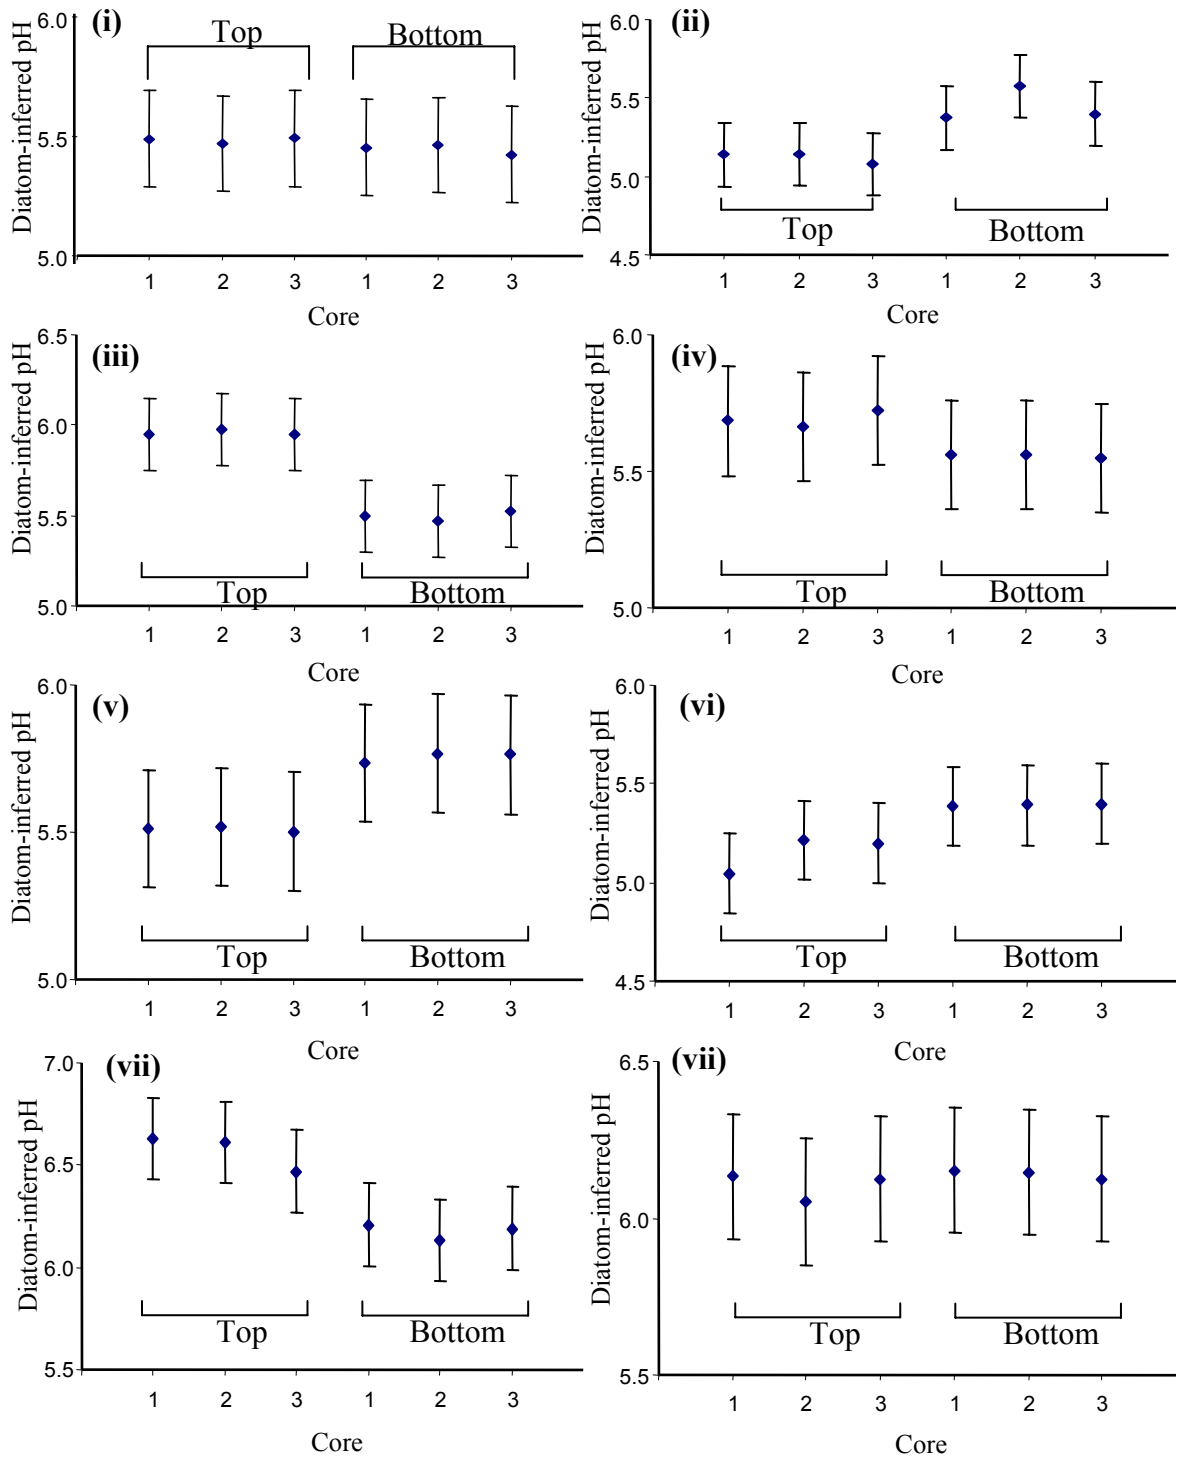 (i)
Diatom-inferred pH
6.0
5.5
5.0
Top
Bottom
1 2 3 1 2 3
Core
(ii)
Diatom-inferred pH
6.0
5.5
5.0
4.5
Top
Bottom
1 2 3 1 2 3
Core
(iii)
Diatom-inferred pH
6.5
6.0
5.5
5.0
Top
Bottom
1 2 3 1 2 3
Core
(iv)
Diatom-inferred pH
6.0
5.5
5.0
Top
Bottom
1 2 3 1 2 3
Core
(v)
Diatom-inferred pH
6.0
5.5
5.0
Top
Bottom
1 2 3 1 2 3
Core
(vi)
Diatom-inferred pH
6.0
5.5
5.0
4.5
Top
Bottom
1 2 3 1 2 3
Core
(vii)
Diatom-inferred pH
7.0
6.5
6.0
5.5
Top
Bottom
1 2 3 1 2 3
Core
(vii)
Diatom-inferred pH
6.5
6.0
5.5
Top
Bottom
1 2 3 1 2 3
Core